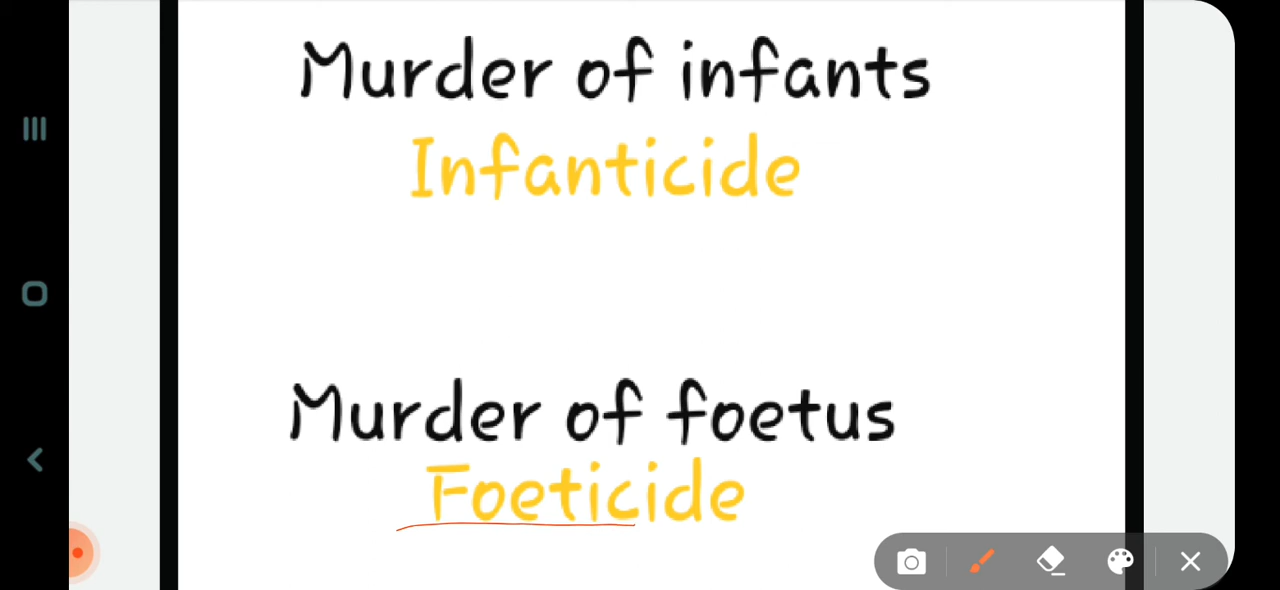 Murder of infants
Infanticide
Murder of foetus
Foeticide